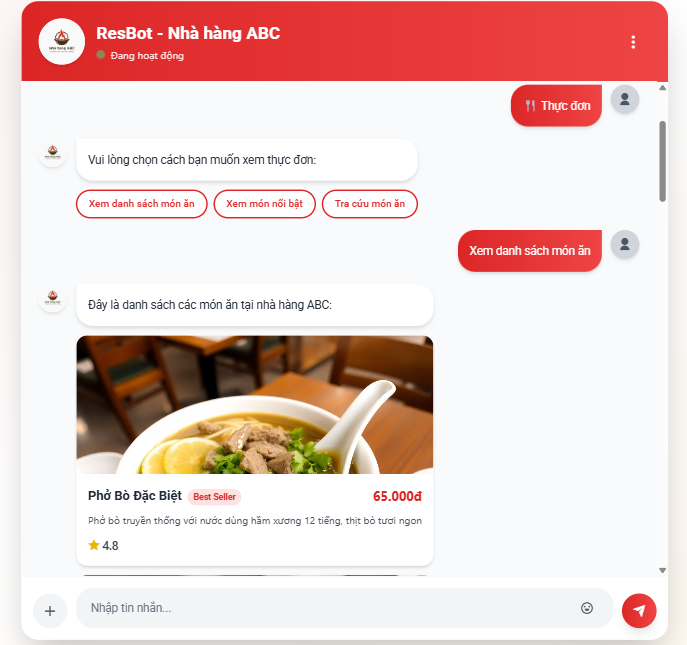 ResBot - Nhà hàng ABC
Đang hoạt động
Thực đơn
Vui lòng chọn cách bạn muốn xem thực đơn:
Xem danh sách món ăn
Xem món nổi bật
Tra cứu món ăn
Xem danh sách món ăn
Đây là danh sách các món ăn tại nhà hàng ABC:
Phở Bò Đặc Biệt
Best Seller
65.000đ
Phở bò truyền thống với nước dùng hầm xương 12 tiếng, thịt bò tươi ngon
4.8
Nhập tin nhắn...